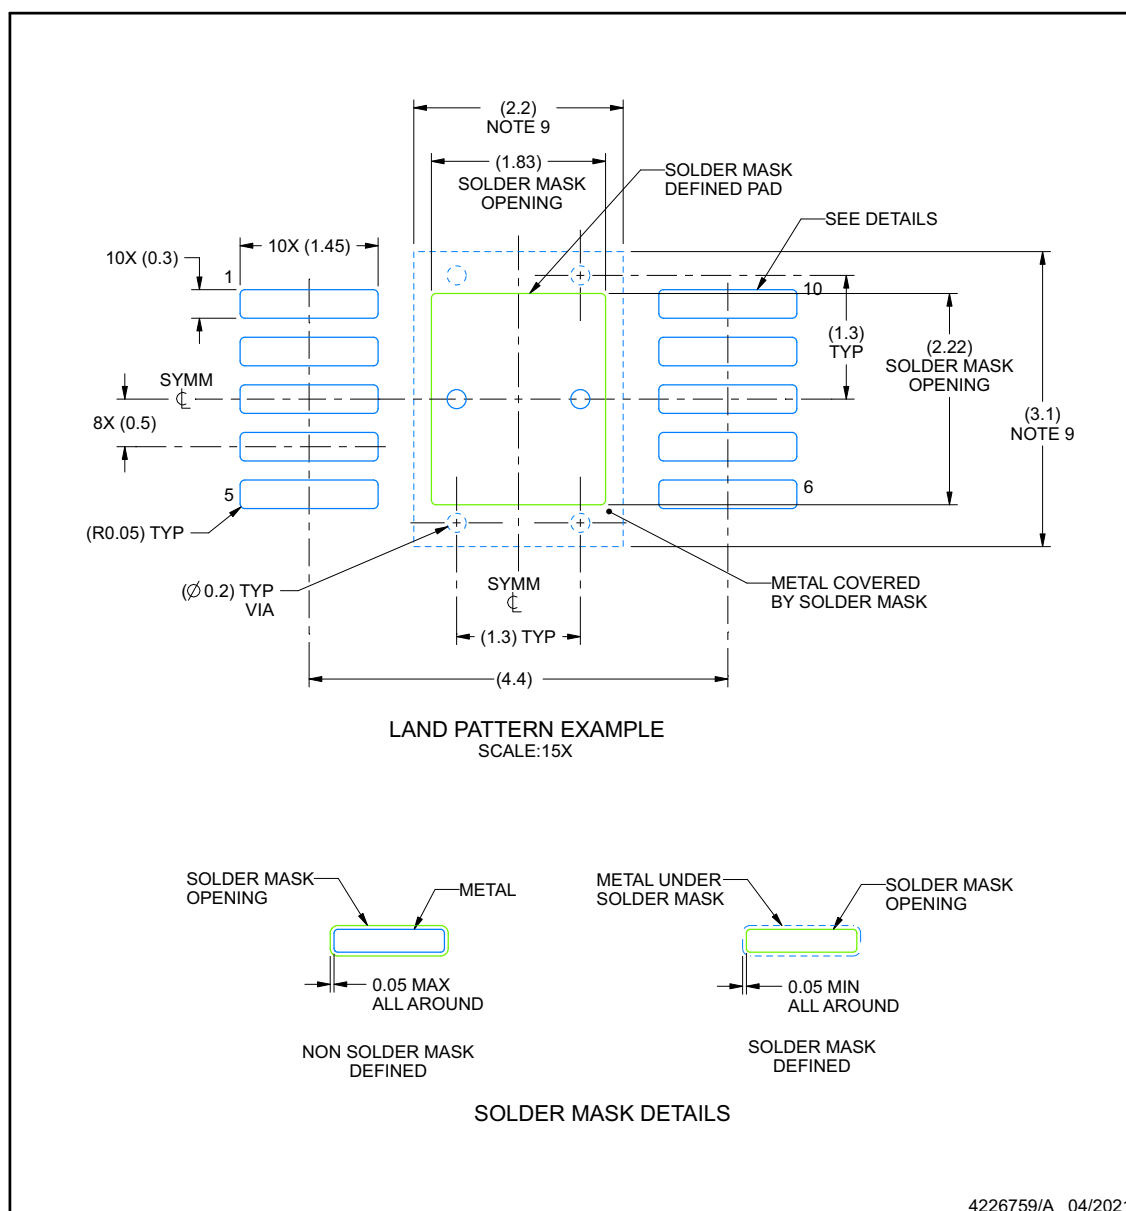 (2.2)
NOTE 9
(1.83)
SOLDER MASK
OPENING
SOLDER MASK
DEFINED PAD
SEE DETAILS
10X (1.45)
10X (0.3)
1
10
(1.3)
TYP
(2.22)
SOLDER MASK
OPENING
SYMM
℄
8X (0.5)
(3.1)
NOTE 9
5
6
(R0.05) TYP
(∅ 0.2) TYP
VIA
SYMM
℄
METAL COVERED
BY SOLDER MASK
(1.3) TYP
(4.4)
LAND PATTERN EXAMPLE
SCALE:15X
SOLDER MASK
OPENING
METAL
0.05 MAX
ALL AROUND
NON SOLDER MASK
DEFINED
METAL UNDER
SOLDER MASK
SOLDER MASK
OPENING
0.05 MIN
ALL AROUND
SOLDER MASK
DEFINED
SOLDER MASK DETAILS
4226759/A 04/2021